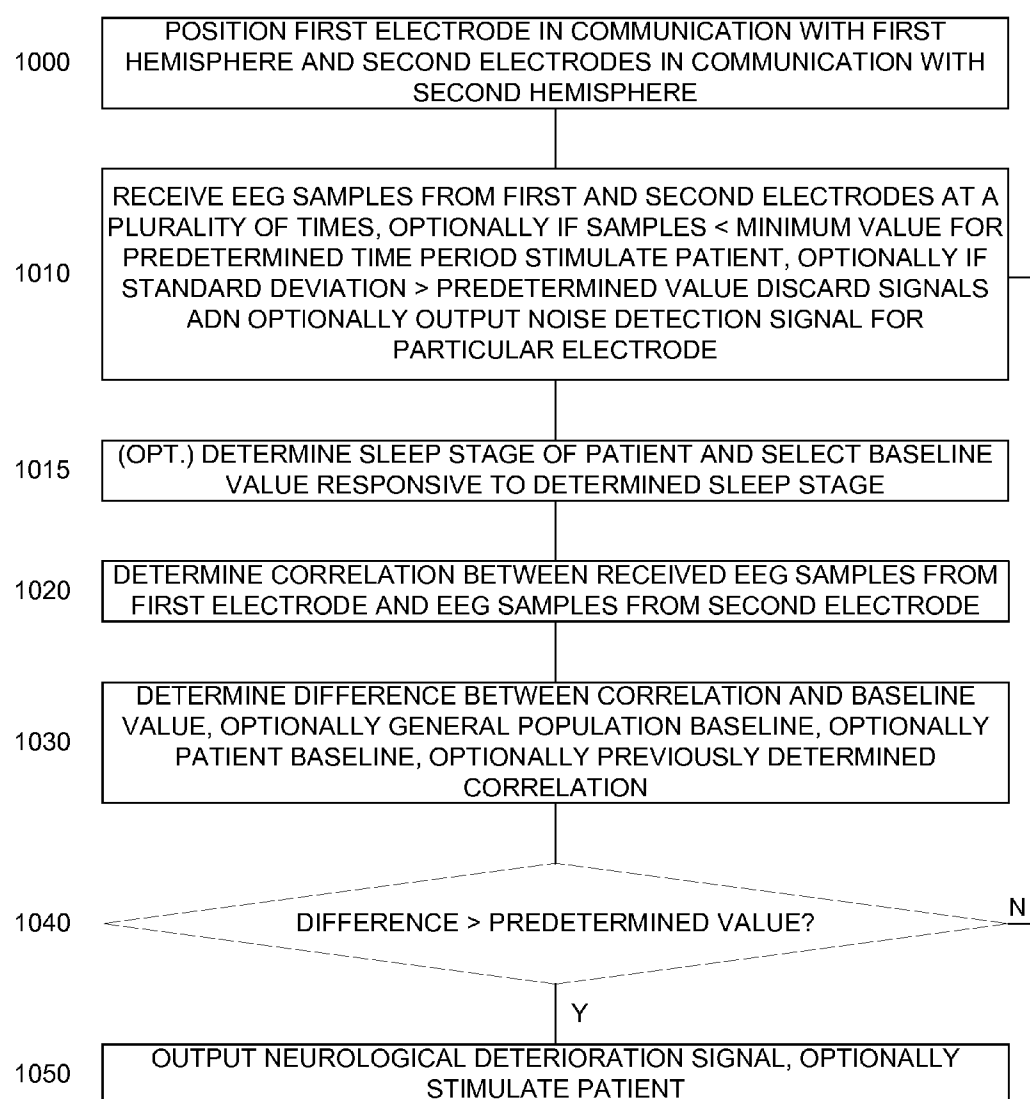 1000
POSITION FIRST ELECTRODE IN COMMUNICATION WITH FIRST
HEMISPHERE AND SECOND ELECTRODES IN COMMUNICATION WITH
SECOND HEMISPHERE
1010
RECEIVE EEG SAMPLES FROM FIRST AND SECOND ELECTRODES AT A
PLURALITY OF TIMES, OPTIONALLY IF SAMPLES < MINIMUM VALUE FOR
PREDETERMINED TIME PERIOD STIMULATE PATIENT, OPTIONALLY IF
STANDARD DEVIATION > PREDETERMINED VALUE DISCARD SIGNALS
ADN OPTIONALLY OUTPUT NOISE DETECTION SIGNAL FOR
PARTICULAR ELECTRODE
1015
(OPT.) DETERMINE SLEEP STAGE OF PATIENT AND SELECT BASELINE
VALUE RESPONSIVE TO DETERMINED SLEEP STAGE
1020
DETERMINE CORRELATION BETWEEN RECEIVED EEG SAMPLES FROM
FIRST ELECTRODE AND EEG SAMPLES FROM SECOND ELECTRODE
1030
DETERMINE DIFFERENCE BETWEEN CORRELATION AND BASELINE
VALUE, OPTIONALLY GENERAL POPULATION BASELINE, OPTIONALLY
PATIENT BASELINE, OPTIONALLY PREVIOUSLY DETERMINED
CORRELATION
1040
DIFFERENCE > PREDETERMINED VALUE?
N
Y
1050
OUTPUT NEUROLOGICAL DETERIORATION SIGNAL, OPTIONALLY
STIMULATE PATIENT